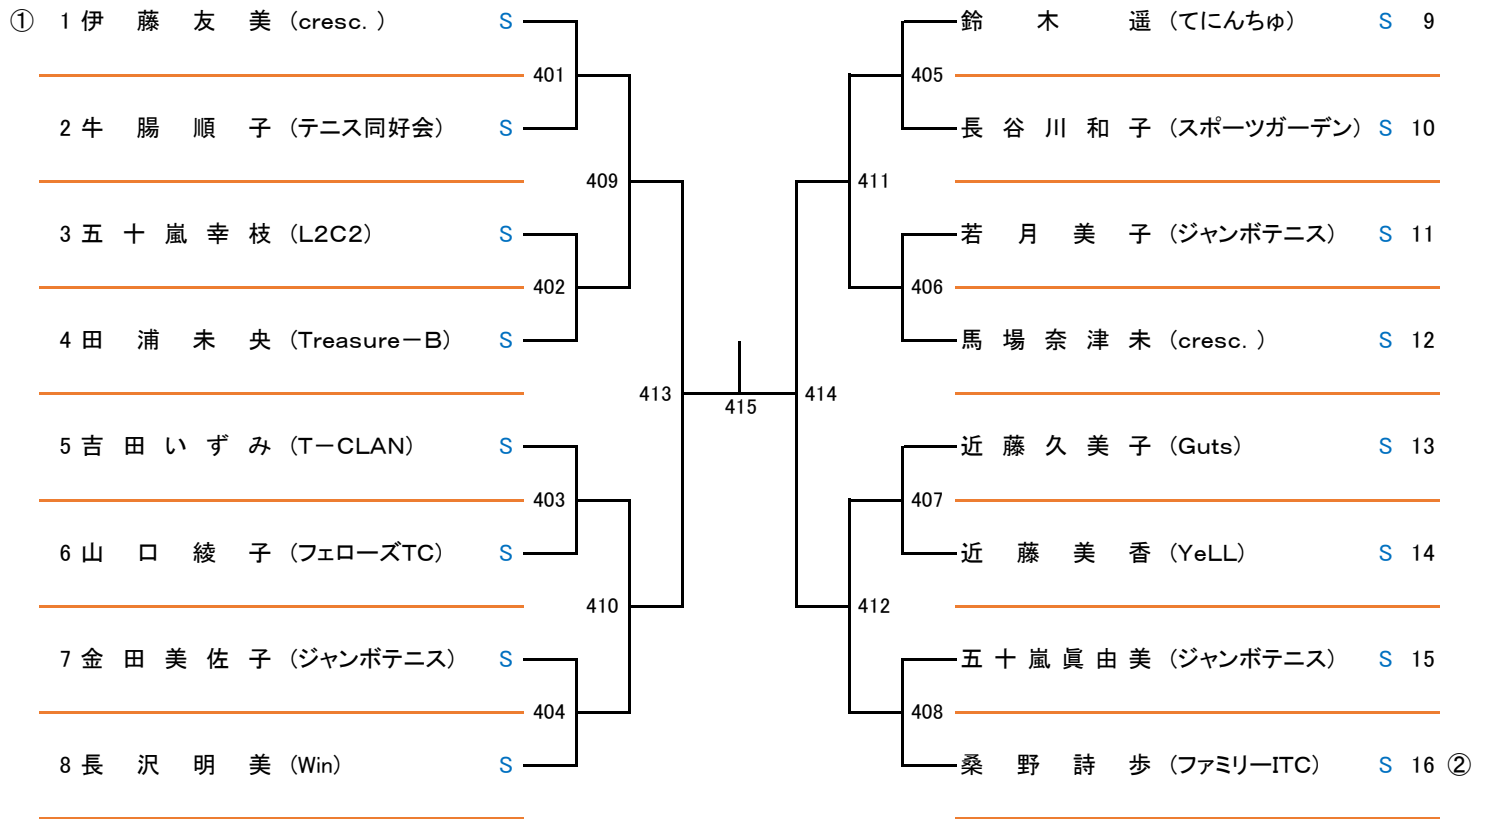 ① 1 伊藤友美 (cresc.) S
401
2 牛腸順子 (テニス同好会) S
409
3 五十嵐幸枝 (L2C2) S
402
4 田浦未央 (Treasure－B) S
413
5 吉田いずみ (T－CLAN) S
403
6 山口綾子 (フェローズTC) S
410
7 金田美佐子 (ジャンボテニス) S
404
8 長沢明美 (Win) S
415
鈴木遥 (てにんちゅ) S 9
405
長谷川和子 (スポーツガーデン) S 10
411
若月美子 (ジャンボテニス) S 11
406
馬場奈津未 (cresc.) S 12
414
近藤久美子 (Guts) S 13
407
近藤美香 (YeLL) S 14
412
五十嵐眞由美 (ジャンボテニス) S 15
408
桑野詩歩 (ファミリーITC) S 16 ②